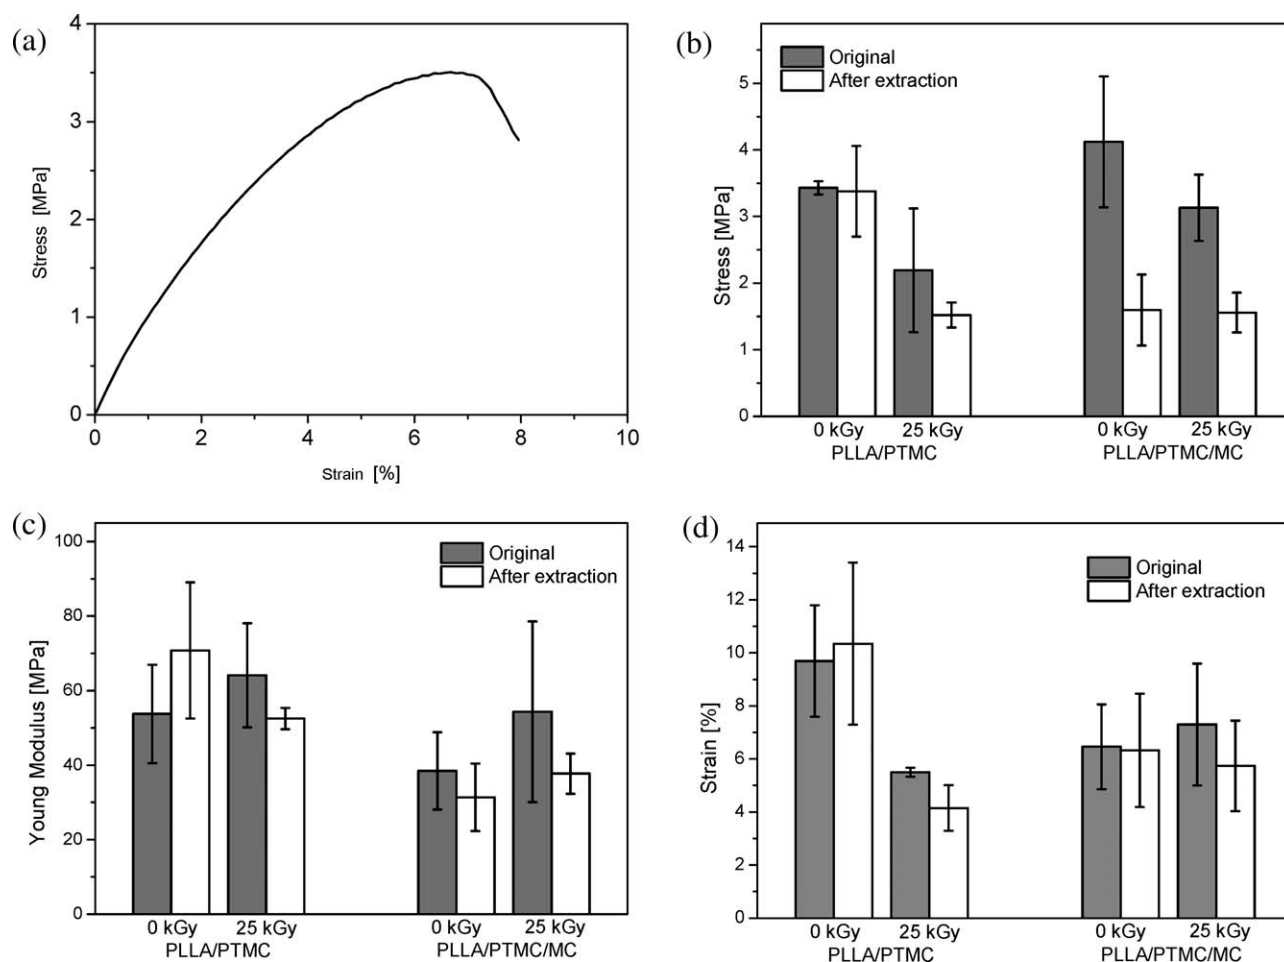 (a)
4
3
2
1
0
Stress [MPa]
0 2 4 6 8 10
Strain [%]
(b)
Original
After extraction
5
4
3
2
1
0
Stress [MPa]
0 kGy 25 kGy 0 kGy 25 kGy
PLLA/PTMC PLLA/PTMC/MC
(c)
Original
After extraction
100
80
60
40
20
0
Young Modulus [MPa]
0 kGy 25 kGy 0 kGy 25 kGy
PLLA/PTMC PLLA/PTMC/MC
(d)
Original
After extraction
14
12
10
8
6
4
2
0
Strain [%]
0 kGy 25 kGy 0 kGy 25 kGy
PLLA/PTMC PLLA/PTMC/MC